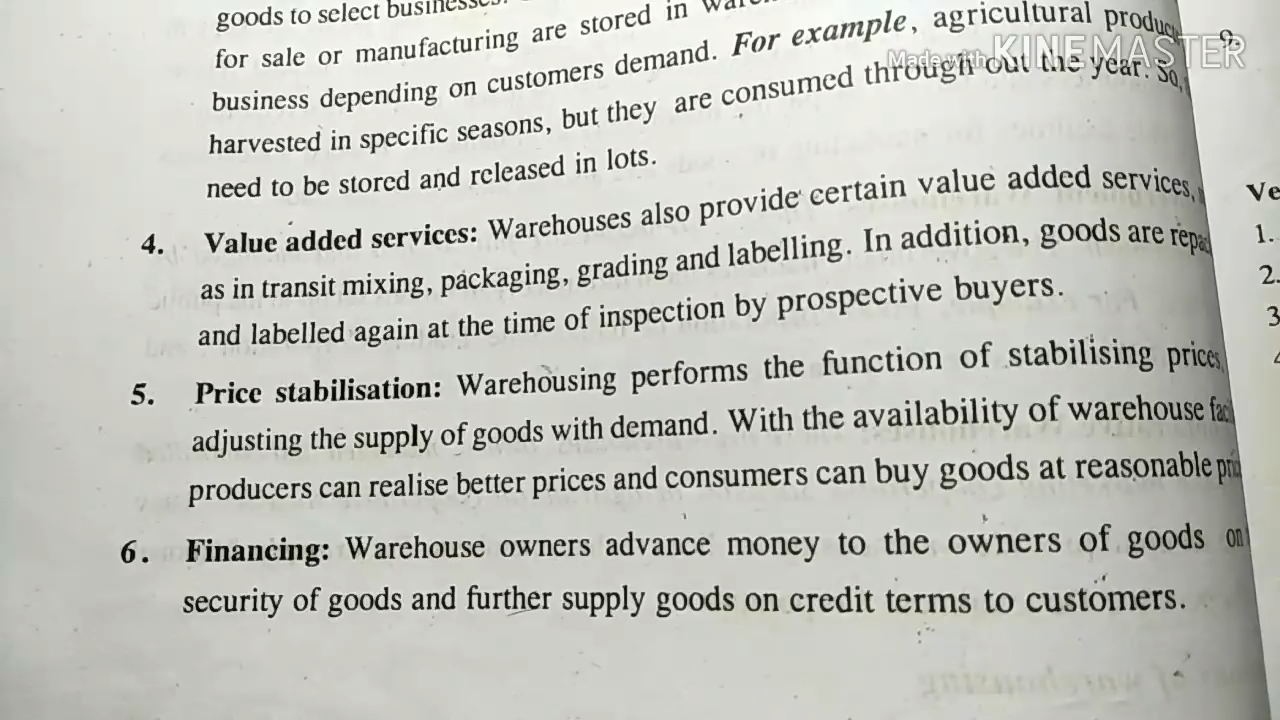 goods to select
for sale or manufacturing are stored in
business depending on customers demand. For example, agricultural
harvested in specific seasons, but they are consumed through out the year. So,
need to be stored and released in lots.
4. Value added services: Warehouses also provide certain value added services,
as in transit mixing, packaging, grading and labelling. In addition, goods are
and labelled again at the time of inspection by prospective buyers.
5. Price stabilisation: Warehousing performs the function of stabilising prices
adjusting the supply of goods with demand. With the availability of warehouse
producers can realise better prices and consumers can buy goods at reasonable
6. Financing: Warehouse owners advance money to the owners of goods on
security of goods and further supply goods on credit terms to customers.
Made with KINEMASTER
9.
Ve
1.
2.
3